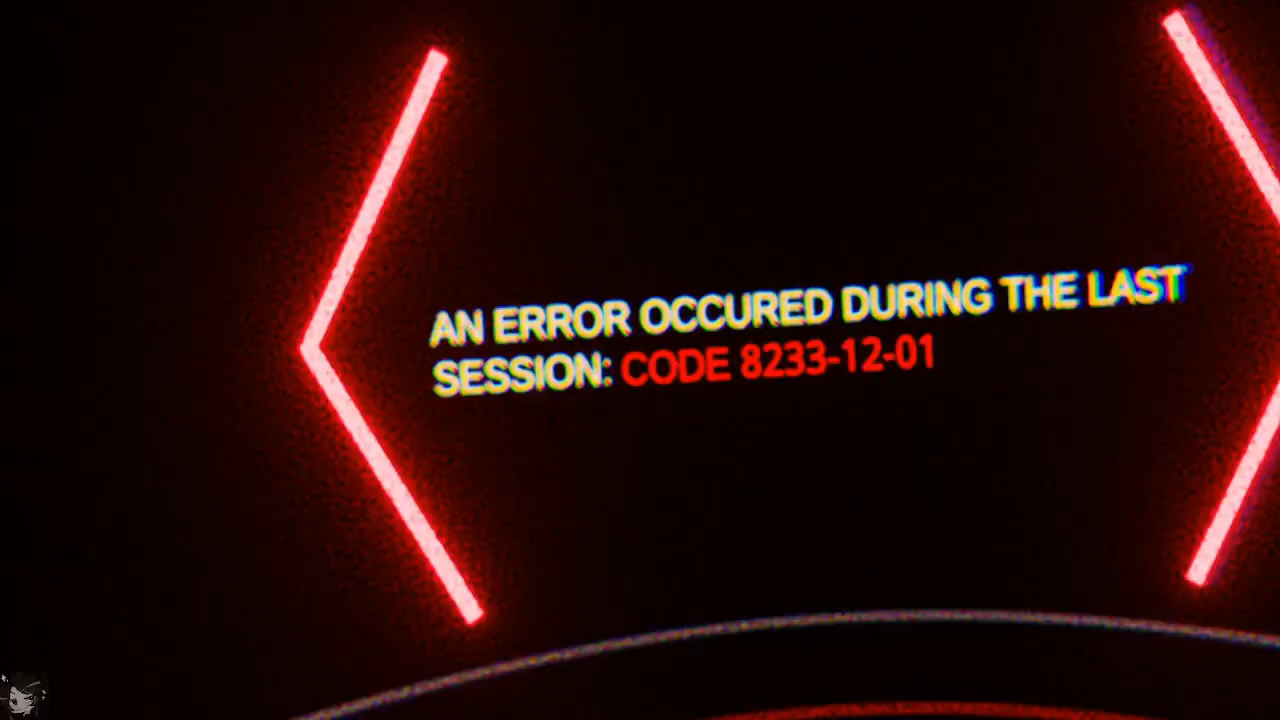 AN ERROR OCCURED DURING THE LAST
SESSION: CODE 8233-12-01